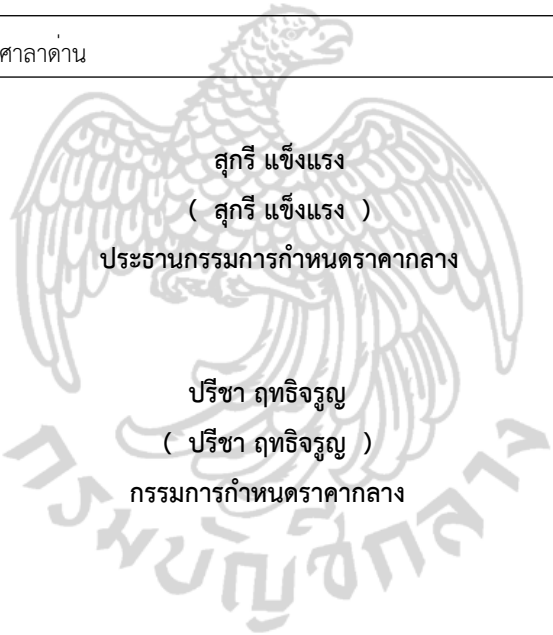 ศาลาด่าน
สุกรี แข็งแรง
( สุกรี แข็งแรง )
ประธานกรรมการกำหนดราคากลาง
ปรีชา ฤทธิจรูญ
( ปรีชา ฤทธิจรูญ )
กรรมการกำหนดราคากลาง
กรมบัญชีกลาง